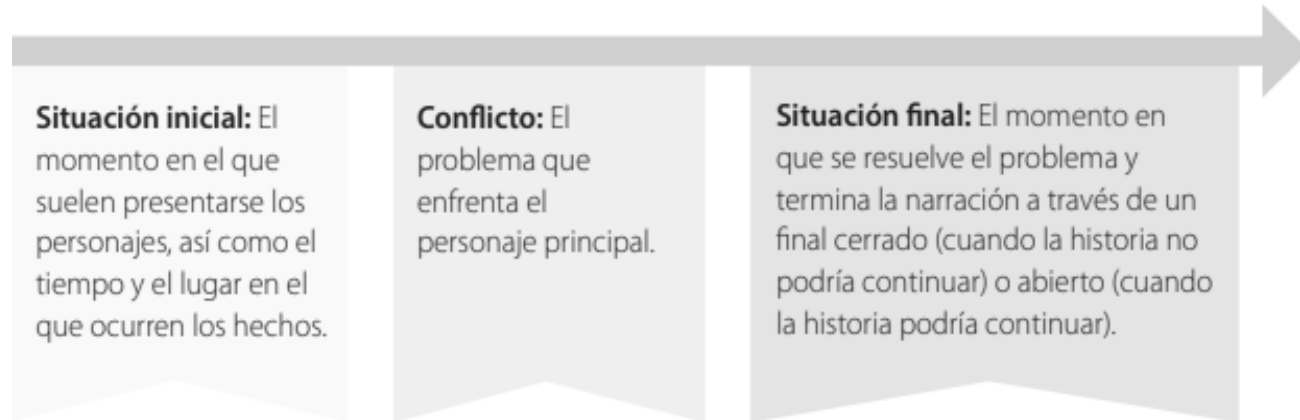 Situación inicial: El
momento en el que
suelen presentarse los
personajes, así como el
tiempo y el lugar en el
que ocurren los hechos.
Conflicto: El
problema que
enfrenta el
personaje principal.
Situación final: El momento en
que se resuelve el problema y
termina la narración a través de un
final cerrado (cuando la historia no
podría continuar) o abierto (cuando
la historia podría continuar).